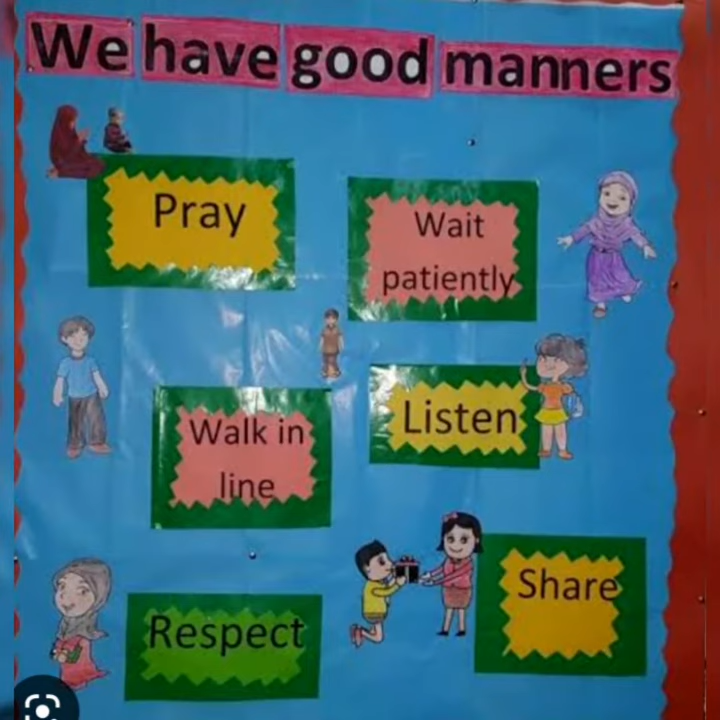 We have good manners
Pray
Wait
patiently
Walk in
line
Listen
Share
Respect